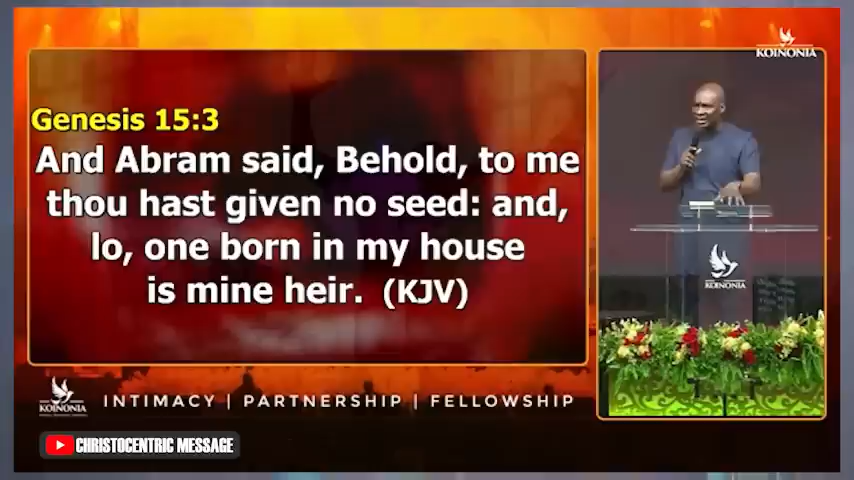 KOINONIA
Genesis 15:3
And Abram said, Behold, to me
thou hast given no seed: and,
lo, one born in my house
is mine heir. (KJV)
KOINONIA
KOINONIA
INTIMACY | PARTNERSHIP | FELLOWSHIP
CHRISTOCENTRIC MESSAGE